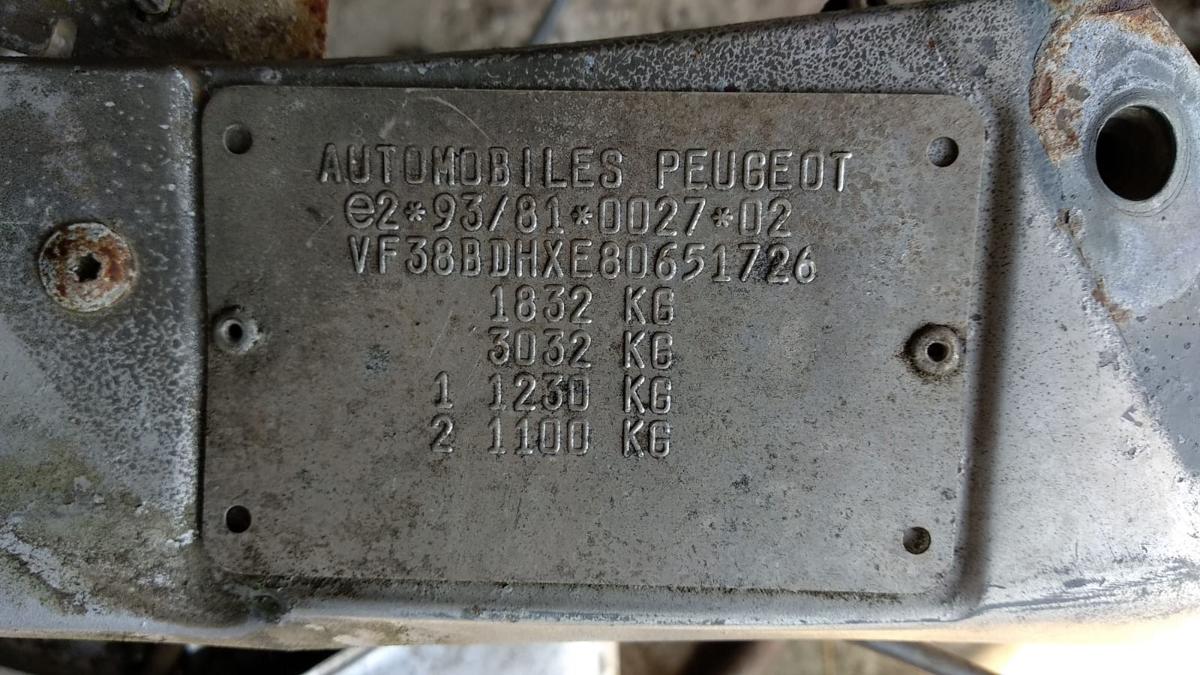 AUTOMOBILES PEUGEOT
e2*93/81*0027*02
VF38BDHXE80651726
1832 KG
3032 KG
1 1230 KG
2 1100 KG